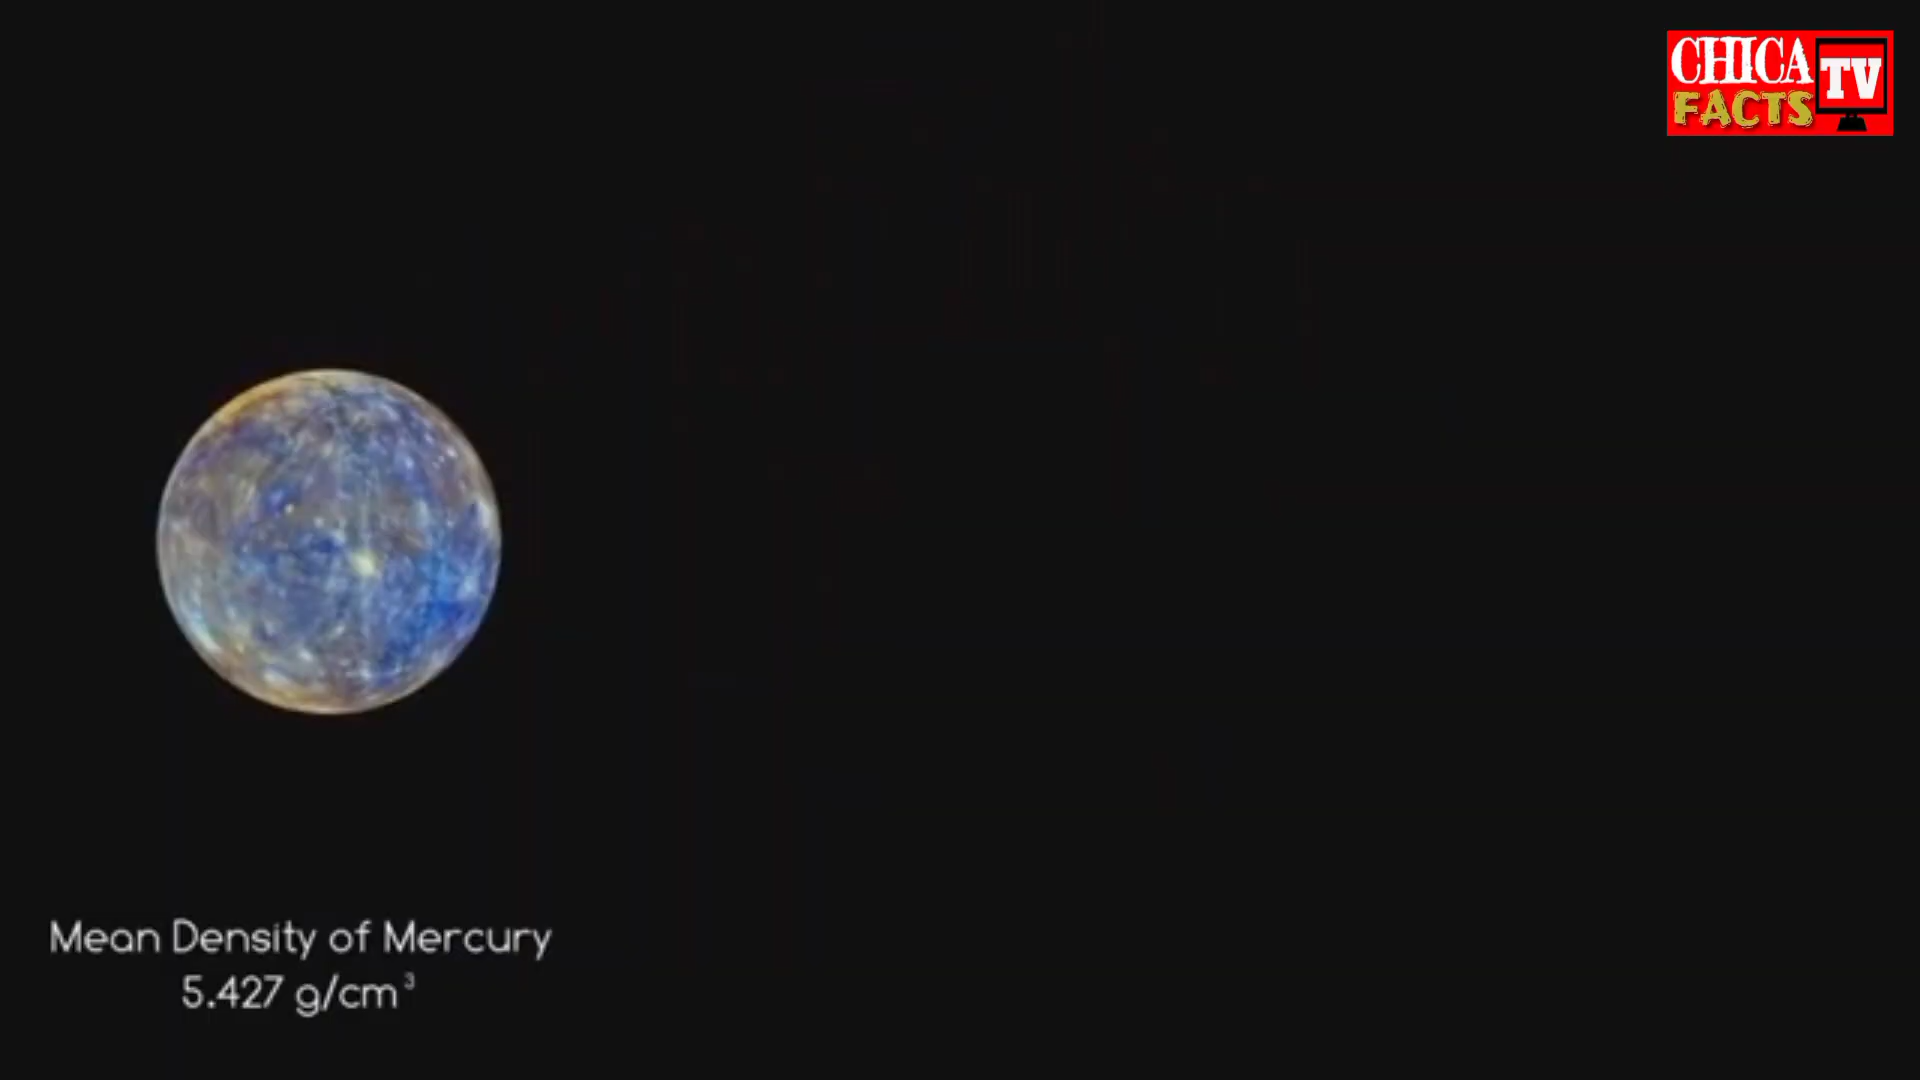 CHICA
FACTS
TV
Mean Density of Mercury
5.427 g/cm³